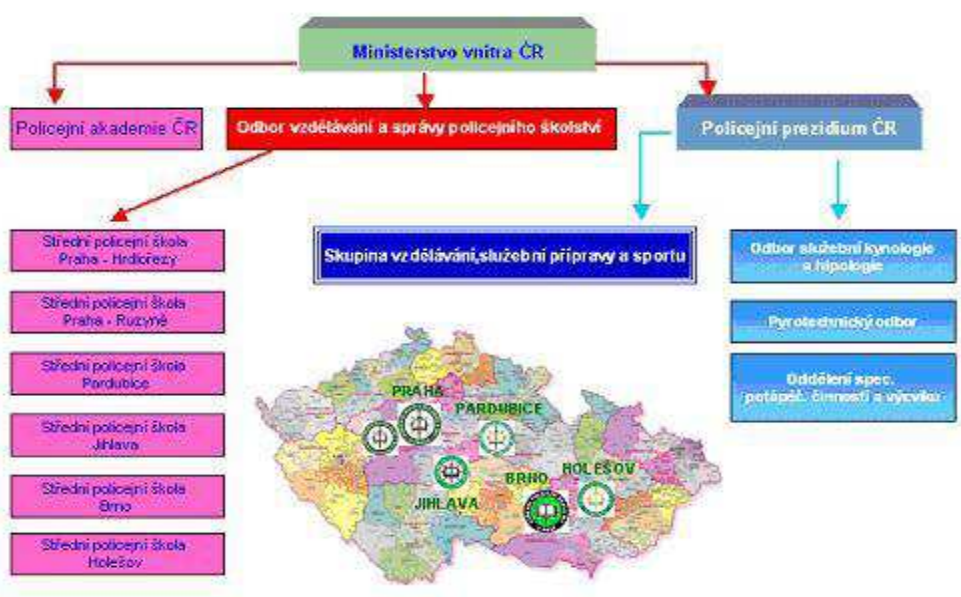 Ministerstvo vnitra ČR
Policejní akademie ČR
Odbor vzdělávání a správy policejního školství
Policejní prezidium ČR
Střední policejní škola
Praha - Hrdlořezy
Střední policejní škola
Praha - Ruzyně
Střední policejní škola
Pardubice
Střední policejní škola
Jihlava
Střední policejní škola
Brno
Střední policejní škola
Holešov
Skupina vzdělávání,služební přípravy a sportu
Odbor služební kynologie
a hipologie
Pyrotechnický odbor
Oddělení spec.
potápěč. činností a výcviku
PRAHA
PARDUBICE
HOLEŠOV
BRNO
JIHLAVA